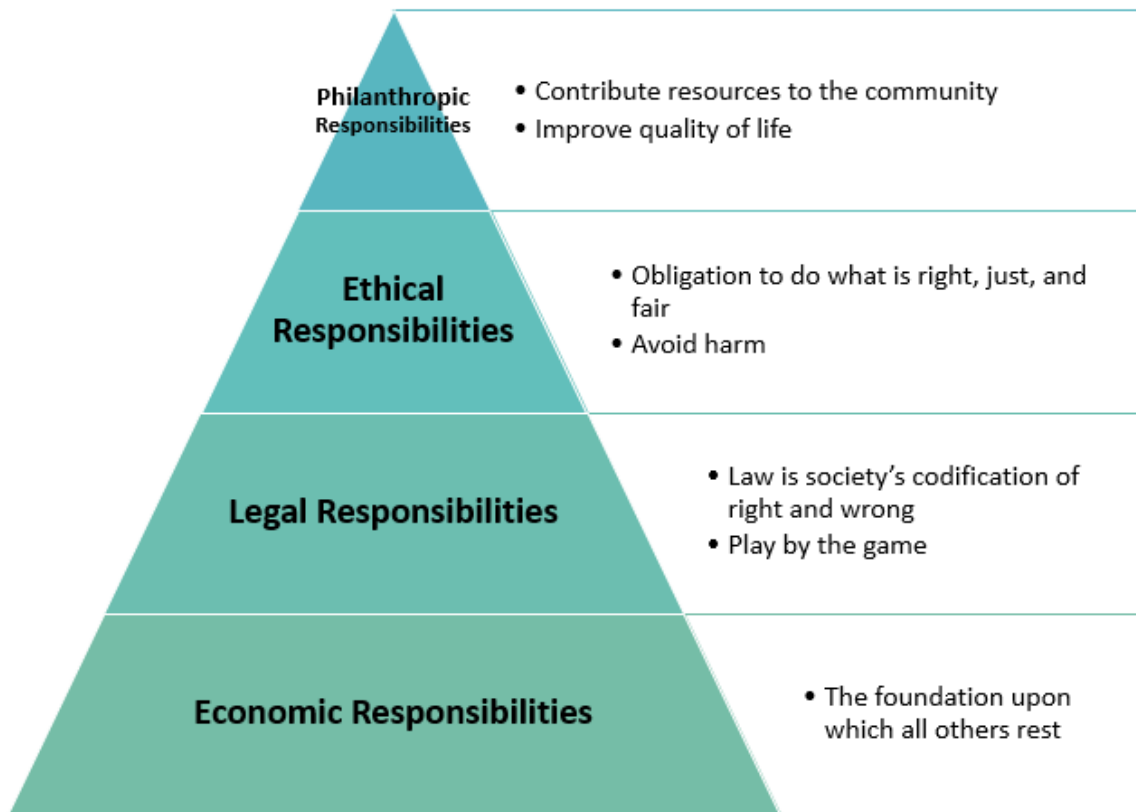 Philanthropic
Responsibilities
• Contribute resources to the community
• Improve quality of life
Ethical
Responsibilities
• Obligation to do what is right, just, and
fair
• Avoid harm
Legal Responsibilities
• Law is society’s codification of
right and wrong
• Play by the game
Economic Responsibilities
• The foundation upon
which all others rest